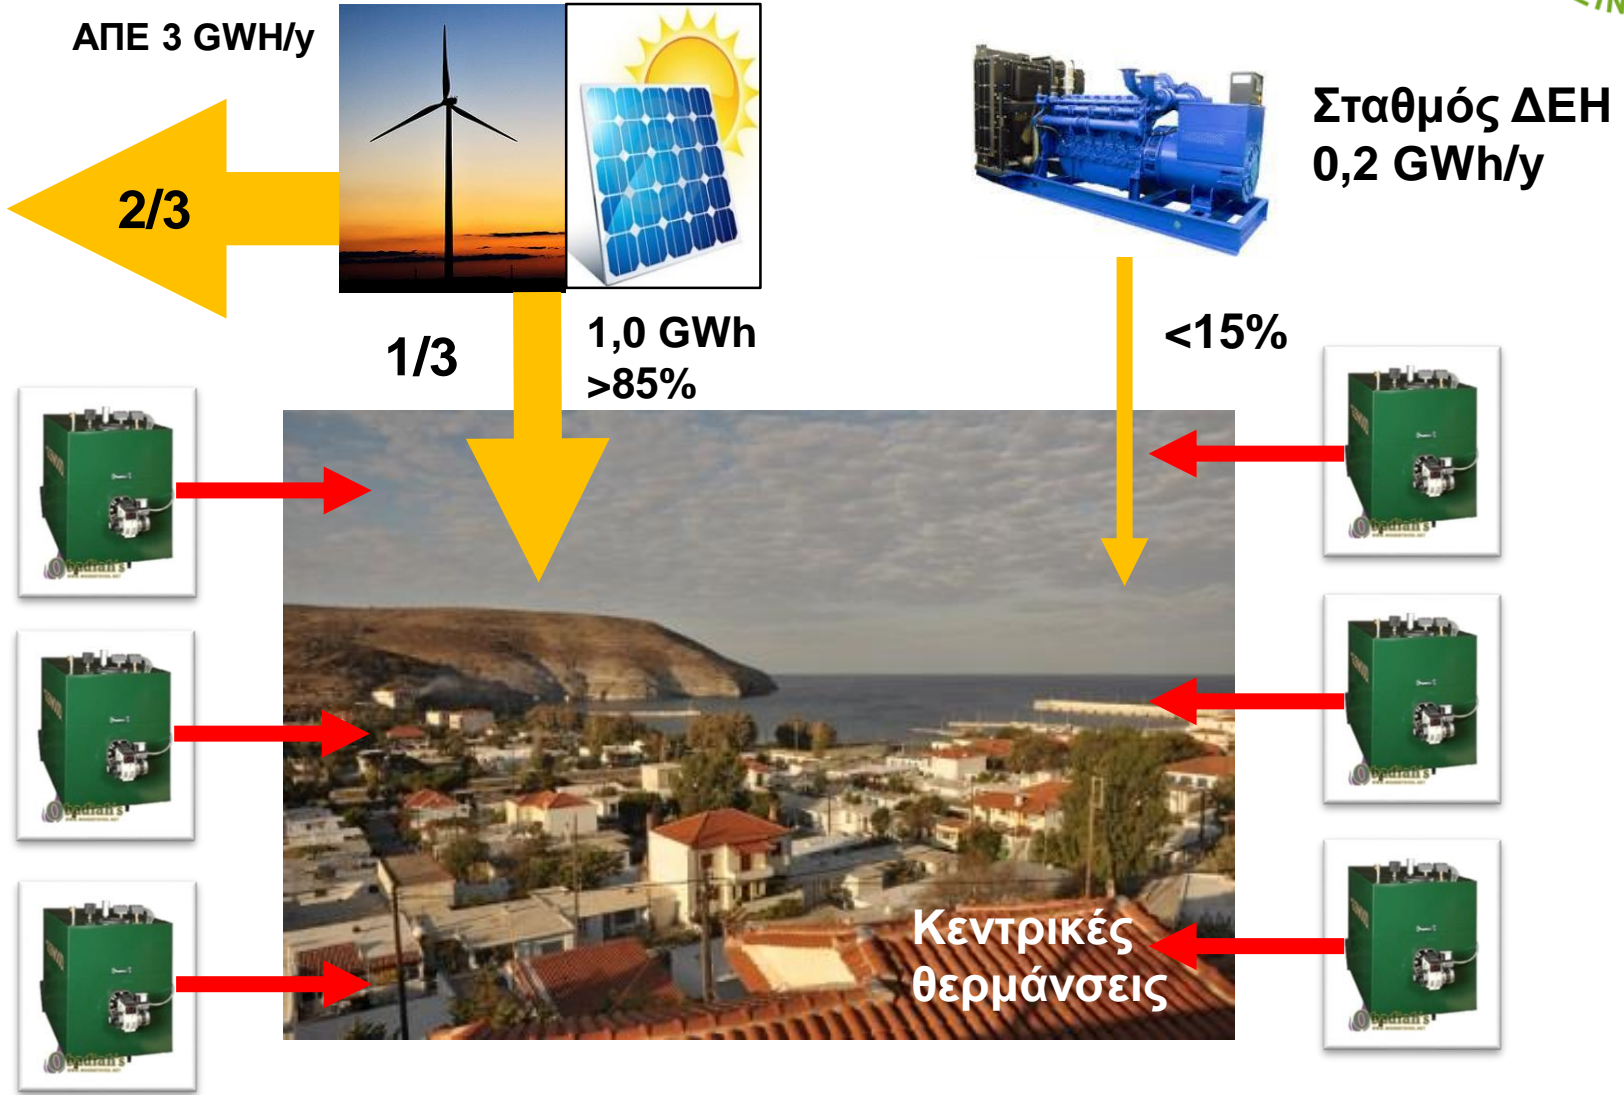 ΑΠΕ 3 GWH/y
2/3
1/3
1,0 GWh
>85%
Σταθμός ΔΕΗ
0,2 GWh/y
<15%
Κεντρικές
θερμάνσεις